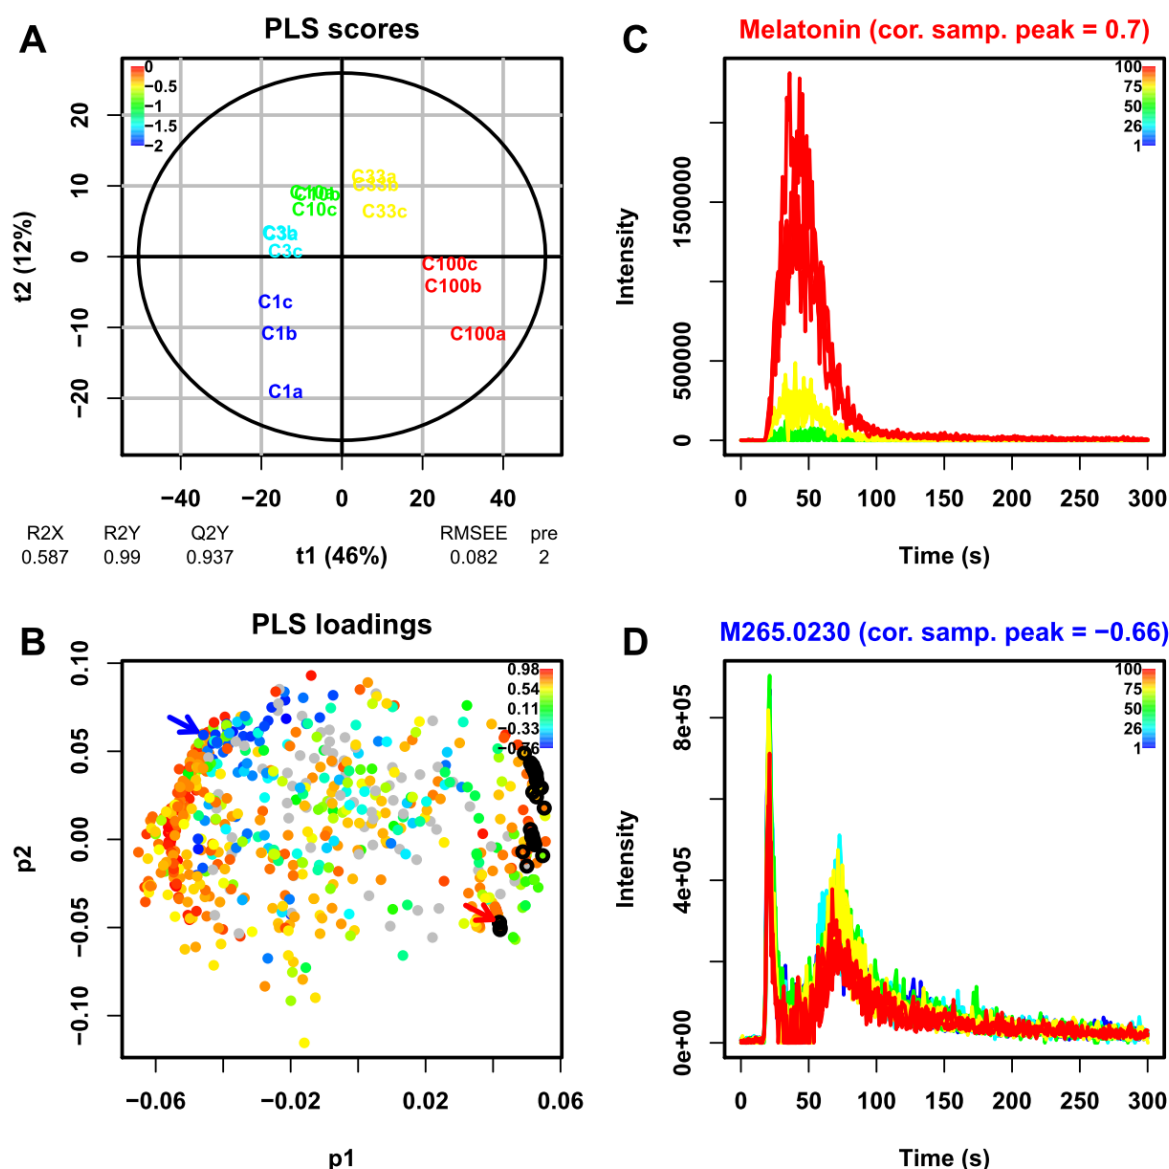 A
PLS scores
0
−0.5
−1
−1.5
−2
20
10
0
−10
−20
t2 (12%)
C33a
C33b
C33c
C10a
C10b
C10c
C3a
C3c
C100c
C100b
C100a
C1c
C1b
C1a
−40 −20 0 20 40
R2X R2Y Q2Y RMSEE pre
0.587 0.99 0.937 t1 (46%) 0.082 2
C
Melatonin (cor. samp. peak = 0.7)
100
75
50
26
1
1500000
500000
0
Intensity
0 50 100 150 200 250 300
Time (s)
B
PLS loadings
0.98
0.54
0.11
−0.33
−0.76
0.10
0.05
0.00
−0.05
−0.10
p2
−0.06 −0.02 0.02 0.06
p1
D
M265.0230 (cor. samp. peak = −0.66)
100
75
50
26
1
8e+05
4e+05
0e+00
Intensity
0 50 100 150 200 250 300
Time (s)